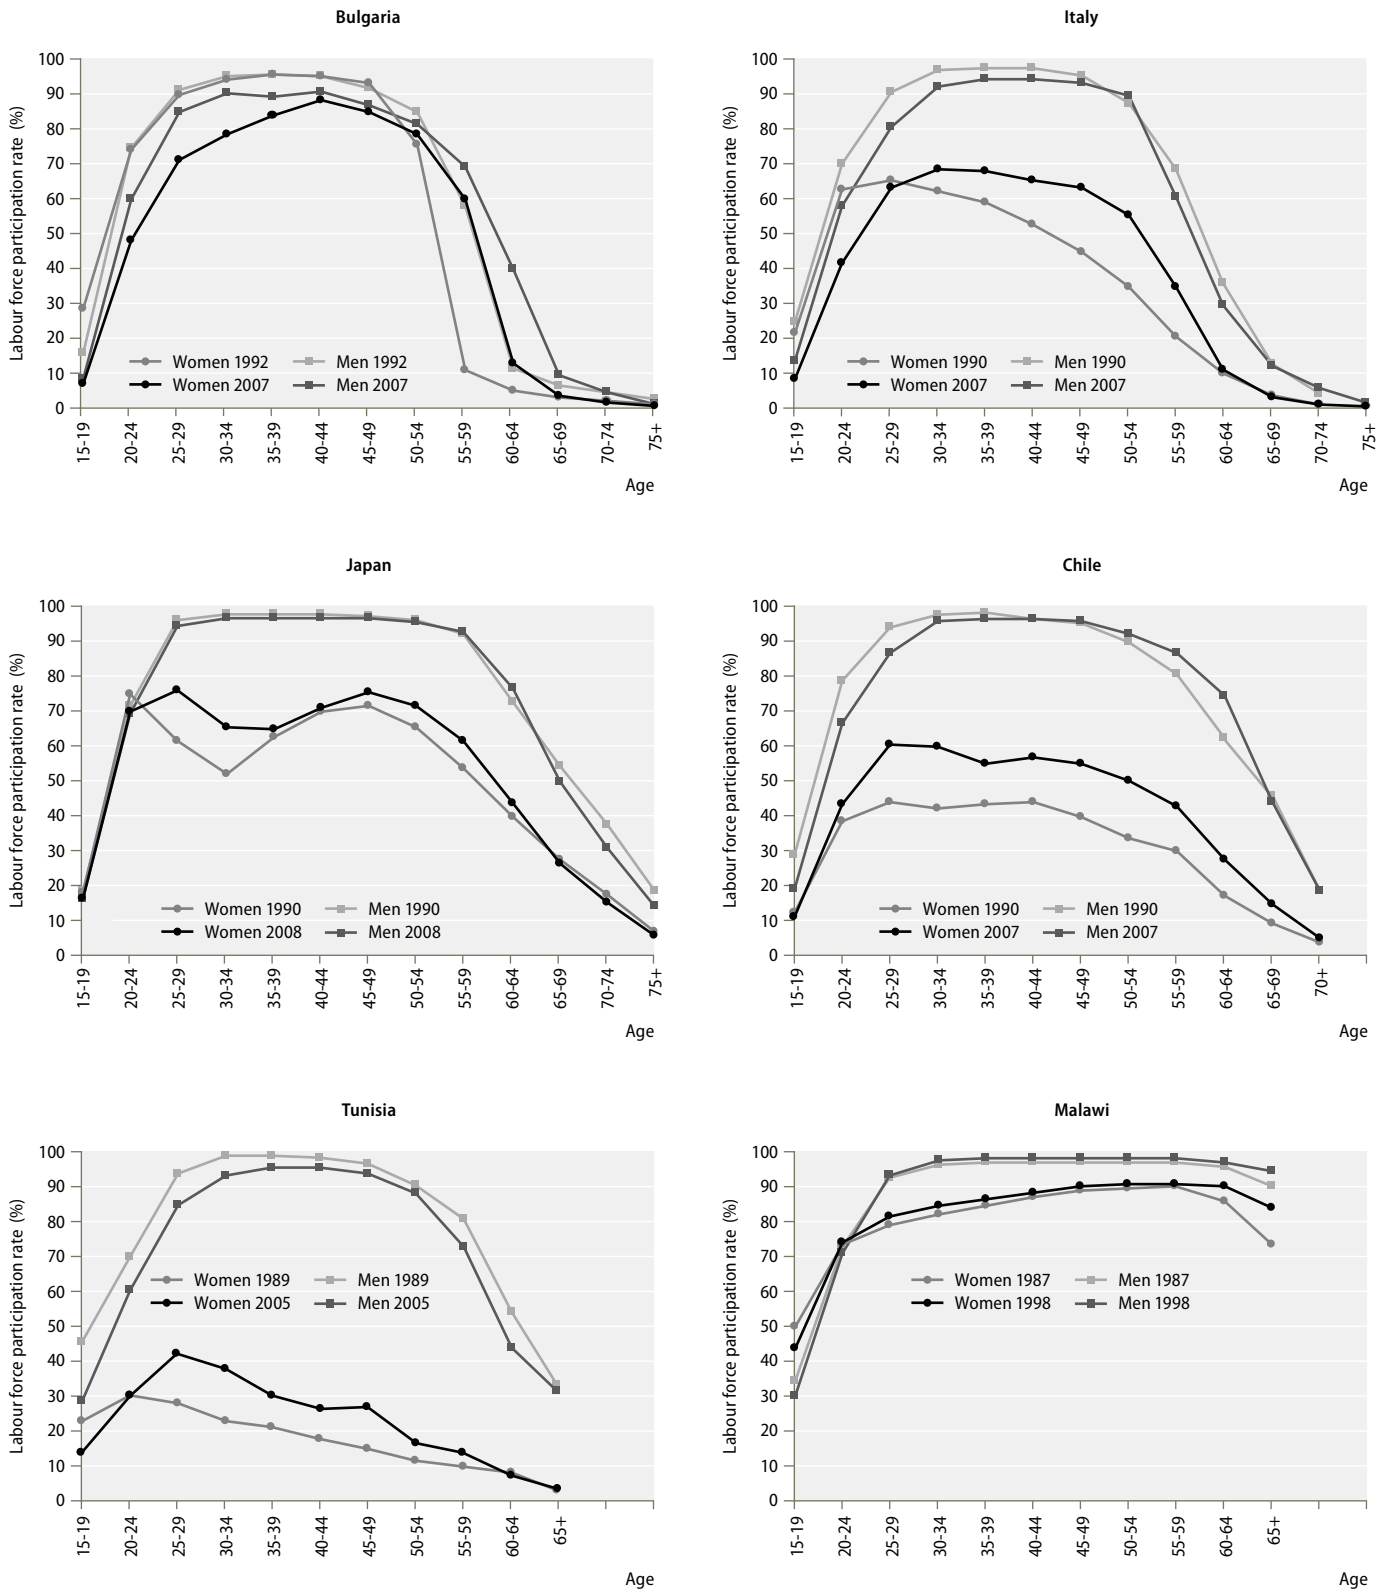 Bulgaria
Labour force participation rate (%)
100
90
80
70
60
50
40
30
20
10
0
Women 1992 Men 1992
Women 2007 Men 2007
15-19 20-24 25-29 30-34 35-39 40-44 45-49 50-54 55-59 60-64 65-69 70-74 75+
Age
Italy
Labour force participation rate (%)
100
90
80
70
60
50
40
30
20
10
0
Women 1990 Men 1990
Women 2007 Men 2007
15-19 20-24 25-29 30-34 35-39 40-44 45-49 50-54 55-59 60-64 65-69 70-74 75+
Age
Japan
Labour force participation rate (%)
100
90
80
70
60
50
40
30
20
10
0
Women 1990 Men 1990
Women 2008 Men 2008
15-19 20-24 25-29 30-34 35-39 40-44 45-49 50-54 55-59 60-64 65-69 70-74 75+
Age
Chile
Labour force participation rate (%)
100
90
80
70
60
50
40
30
20
10
0
Women 1990 Men 1990
Women 2007 Men 2007
15-19 20-24 25-29 30-34 35-39 40-44 45-49 50-54 55-59 60-64 65-69 70+
Age
Tunisia
Labour force participation rate (%)
100
90
80
70
60
50
40
30
20
10
0
Women 1989 Men 1989
Women 2005 Men 2005
15-19 20-24 25-29 30-34 35-39 40-44 45-49 50-54 55-59 60-64 65+
Age
Malawi
Labour force participation rate (%)
100
90
80
70
60
50
40
30
20
10
0
Women 1987 Men 1987
Women 1998 Men 1998
15-19 20-24 25-29 30-34 35-39 40-44 45-49 50-54 55-59 60-64 65+
Age